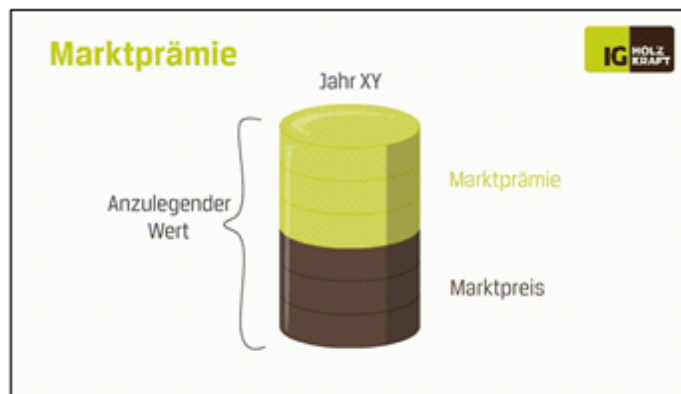 Marktprämie
IG HOLZ
KRAFT
Jahr XY
Anzulegender
Wert
Marktprämie
Marktpreis